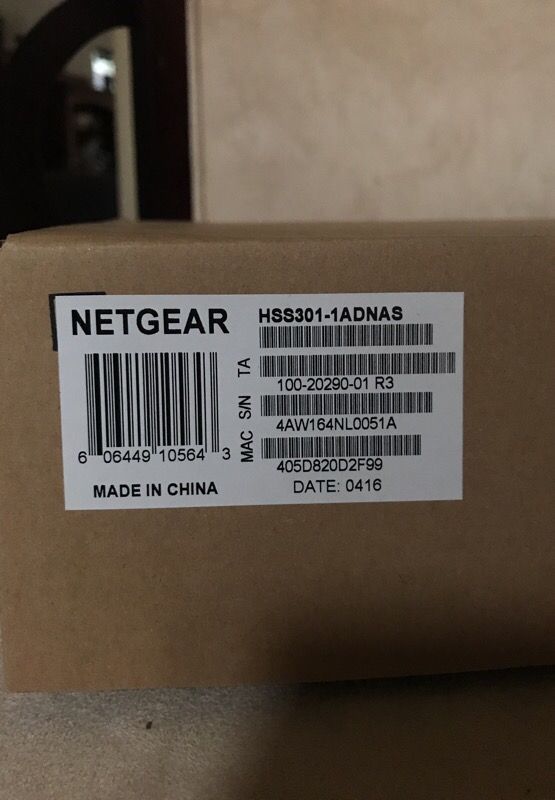 NETGEAR
6 06449 10564 3
MADE IN CHINA
HSS301-1ADNAS
TA
100-20290-01 R3
S/N
4AW164NL0051A
MAC
405D820D2F99
DATE: 0416